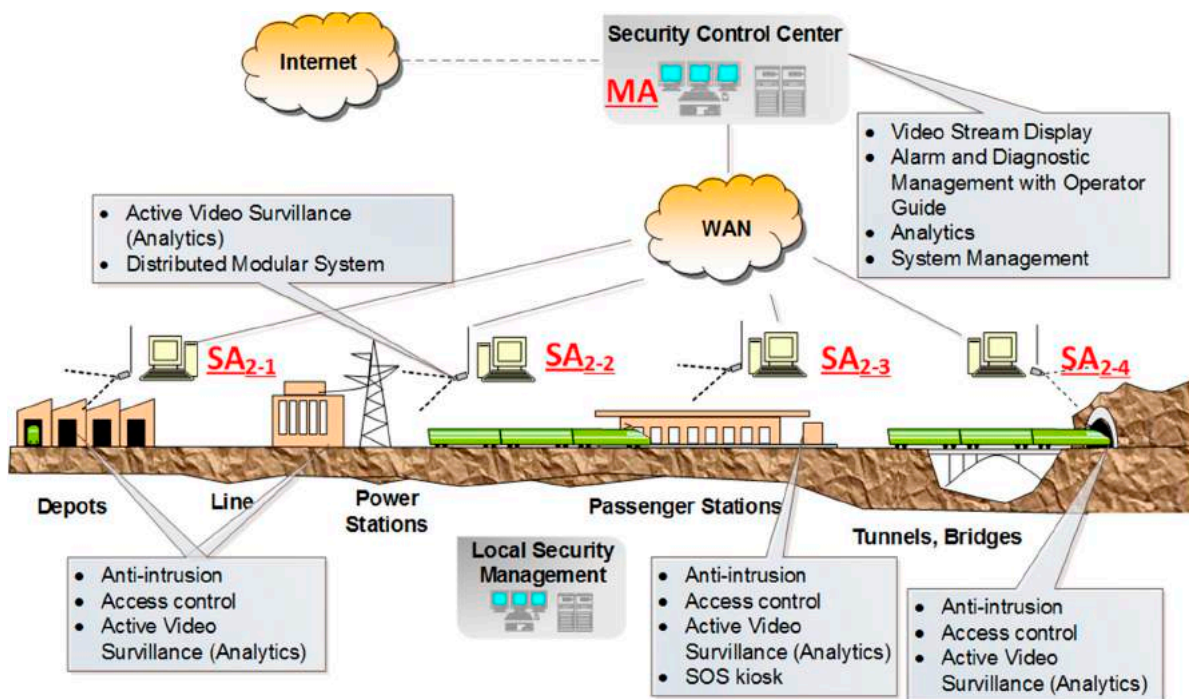 Internet
Security Control Center
MA
• Video Stream Display
• Alarm and Diagnostic
Management with Operator
Guide
• Analytics
• System Management
• Active Video Survillance
(Analytics)
• Distributed Modular System
WAN
SA2-1
SA2-2
SA2-3
SA2-4
Depots
Line
Power
Stations
Passenger Stations
Tunnels, Bridges
Local Security
Management
• Anti-intrusion
• Access control
• Active Video
Survillance (Analytics)
• Anti-intrusion
• Access control
• Active Video
Survillance (Analytics)
• SOS kiosk
• Anti-intrusion
• Access control
• Active Video
Survillance (Analytics)